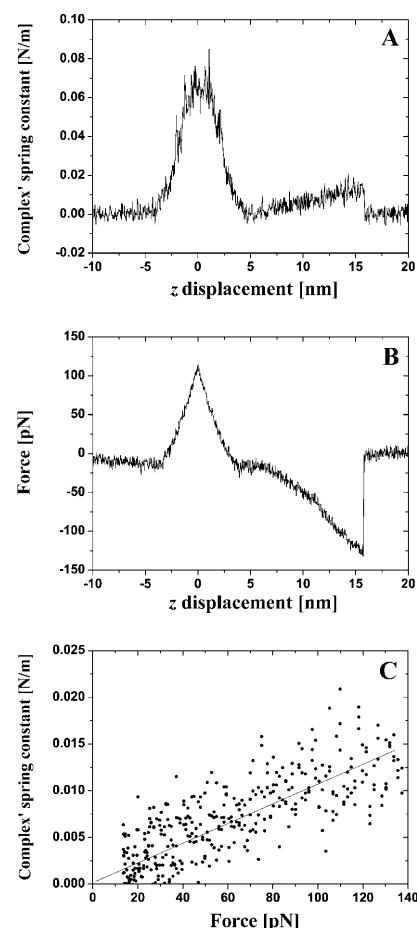 A
Complex' spring constant [N/m]
0.10
0.08
0.06
0.04
0.02
0.00
-0.02
-10 -5 0 5 10 15 20
z displacement [nm]
B
Force [pN]
150
100
50
0
-50
-100
-150
-10 -5 0 5 10 15 20
z displacement [nm]
C
Complex' spring constant [N/m]
0.025
0.020
0.015
0.010
0.005
0.000
0 20 40 60 80 100 120 140
Force [pN]